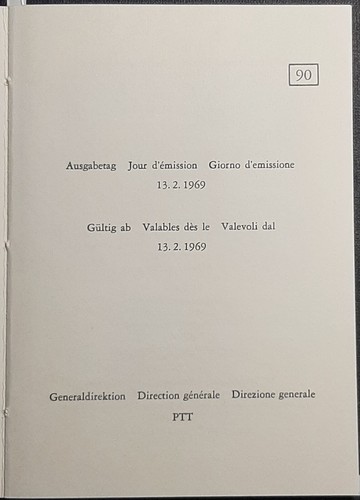 90
Ausgabetag Jour d'émission Giorno d'emissione
13. 2. 1969
Gültig ab Valables dès le Valevoli dal
13. 2. 1969
Generaldirektion Direction générale Direzione generale
PTT